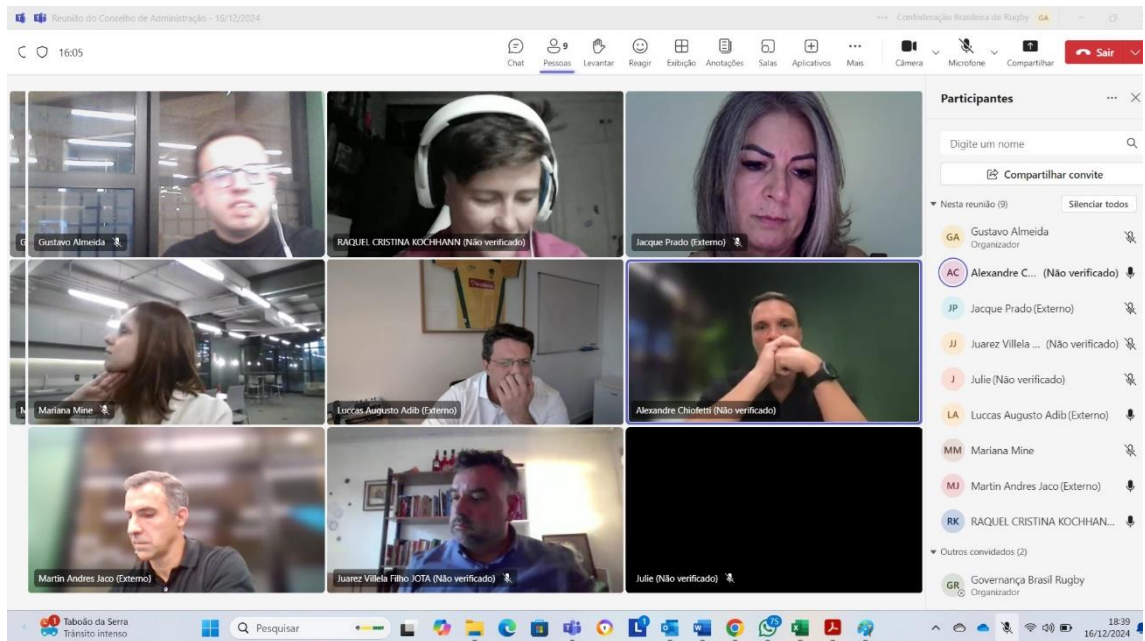 Reunião do Conselho de Administração - 16/12/2024
Confederação Brasileira de Rugby GA
16:05
9
Chat
Pessoas
Levantar
Reagir
Exibição
Anotações
Salas
Aplicativos
Mais
Câmera
Microfone
Compartilhar
Sair
G Gustavo Almeida
RAQUEL CRISTINA KOCHHANN (Não verificado)
Jacque Prado (Externo)
M Mariana Mine
Luccas Augusto Adib (Externo)
Alexandre Chiofetti (Não verificado)
Martin Andres Jaco (Externo)
Juarez Villela Filho JOTA (Não verificado)
Julie (Não verificado)
Participantes
Digite um nome
Compartilhar convite
Nesta reunião (9) Silenciar todos
GA Gustavo Almeida
Organizador
AC Alexandre C... (Não verificado)
JP Jacque Prado (Externo)
JJ Juarez Villela ... (Não verificado)
J Julie (Não verificado)
LA Luccas Augusto Adib (Externo)
MM Mariana Mine
MJ Martin Andres Jaco (Externo)
RK RAQUEL CRISTINA KOCHHAN...
Outros convidados (2)
GR Governança Brasil Rugby
Organizador
Taboão da Serra
Trânsito intenso
Pesquisar
75
18:39
16/12/2024